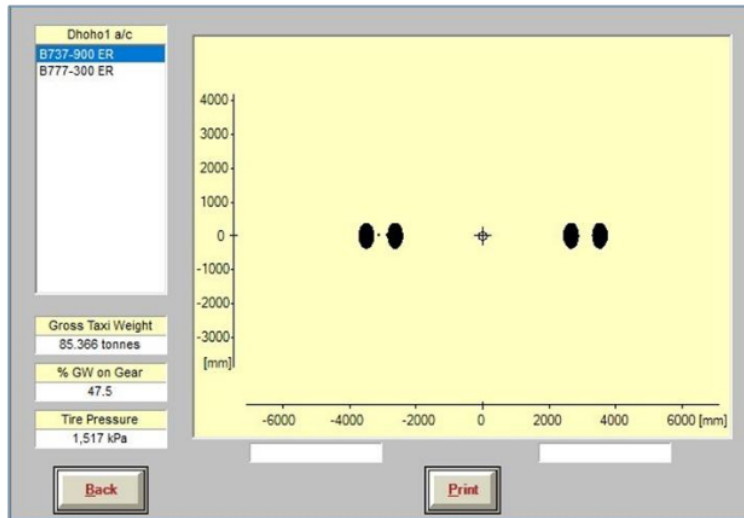 Dhoho1 a/c
B737-900 ER
B777-300 ER
Gross Taxi Weight
85.366 tonnes
% GW on Gear
47.5
Tire Pressure
1,517 kPa
Back
4000
3000
2000
1000
0
-1000
-2000
-3000
[mm]
-6000 -4000 -2000 0 2000 4000 6000 [mm]
Print